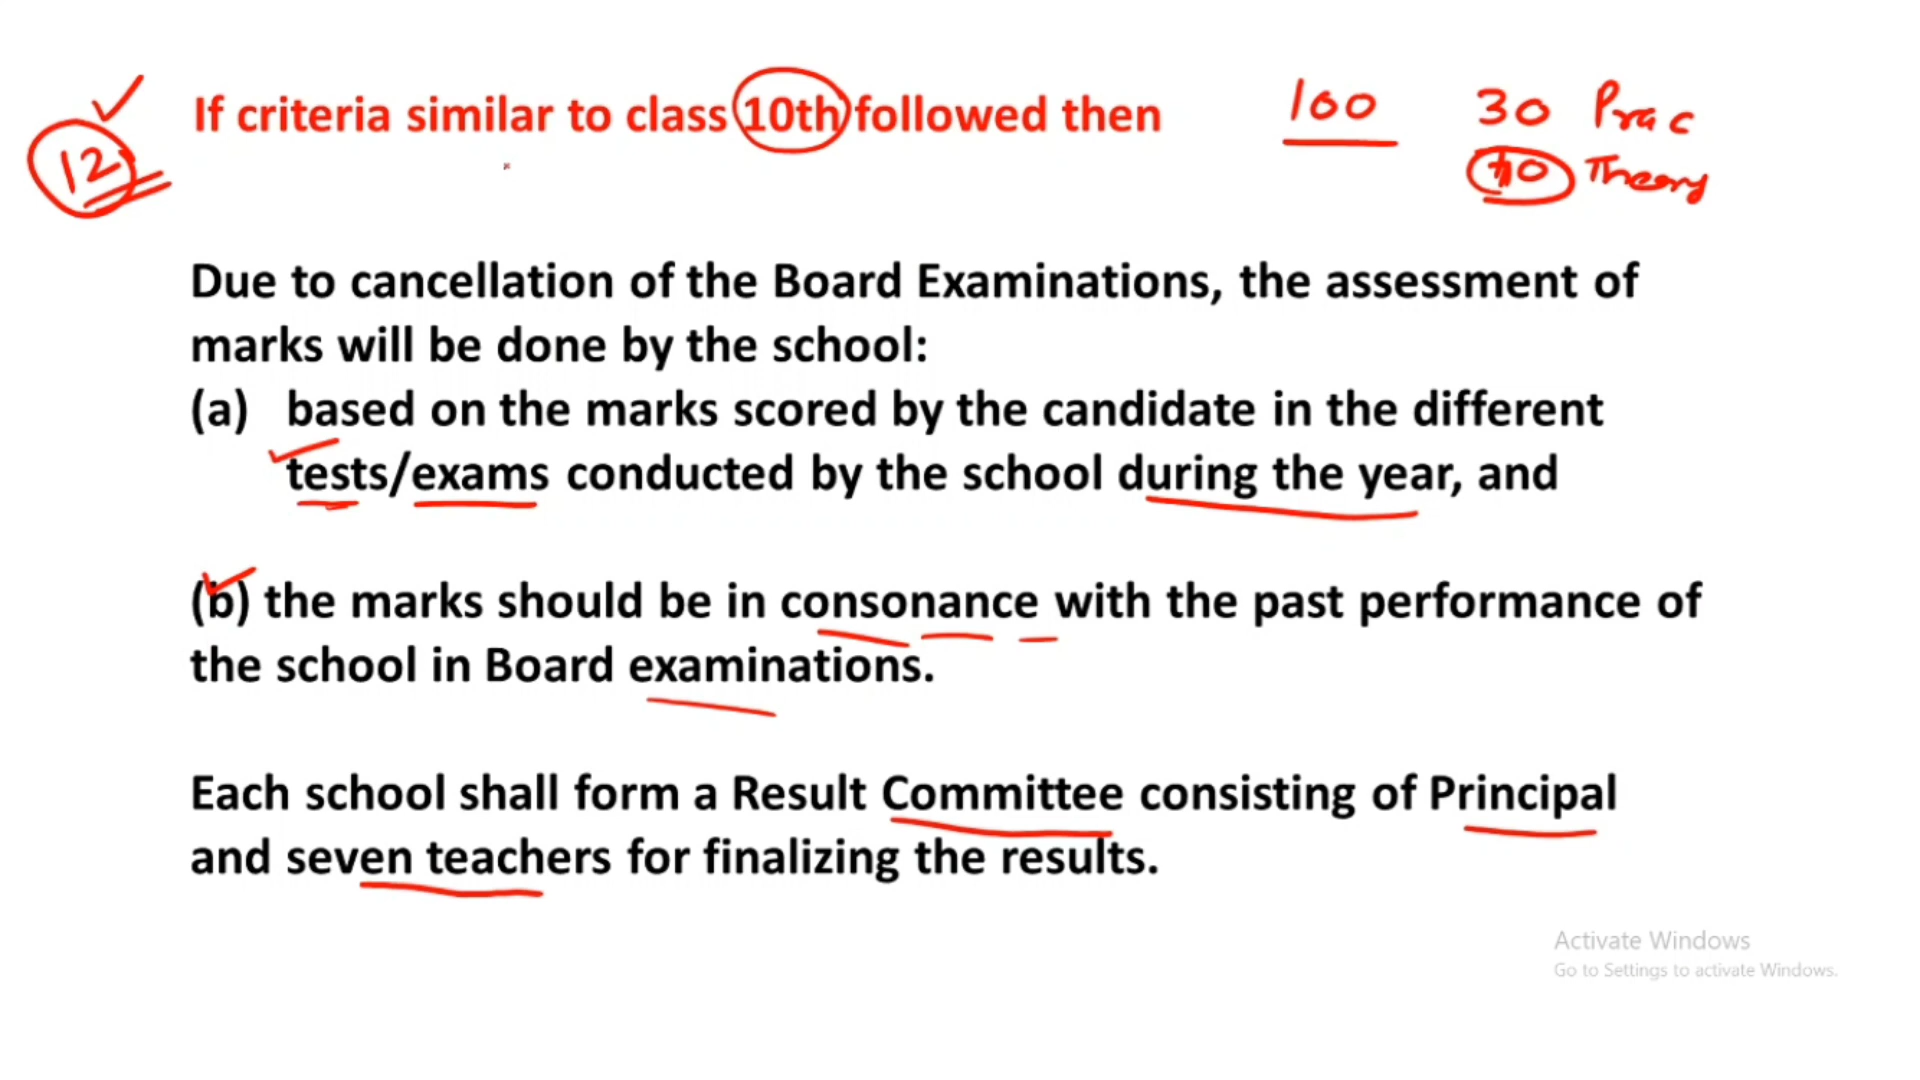 If criteria similar to class 10th followed then
100
30 Prac
70 Theory
12
Due to cancellation of the Board Examinations, the assessment of
marks will be done by the school:
(a) based on the marks scored by the candidate in the different
tests/exams conducted by the school during the year, and
(b) the marks should be in consonance with the past performance of
the school in Board examinations.
Each school shall form a Result Committee consisting of Principal
and seven teachers for finalizing the results.
Activate Windows
Go to Settings to activate Windows.